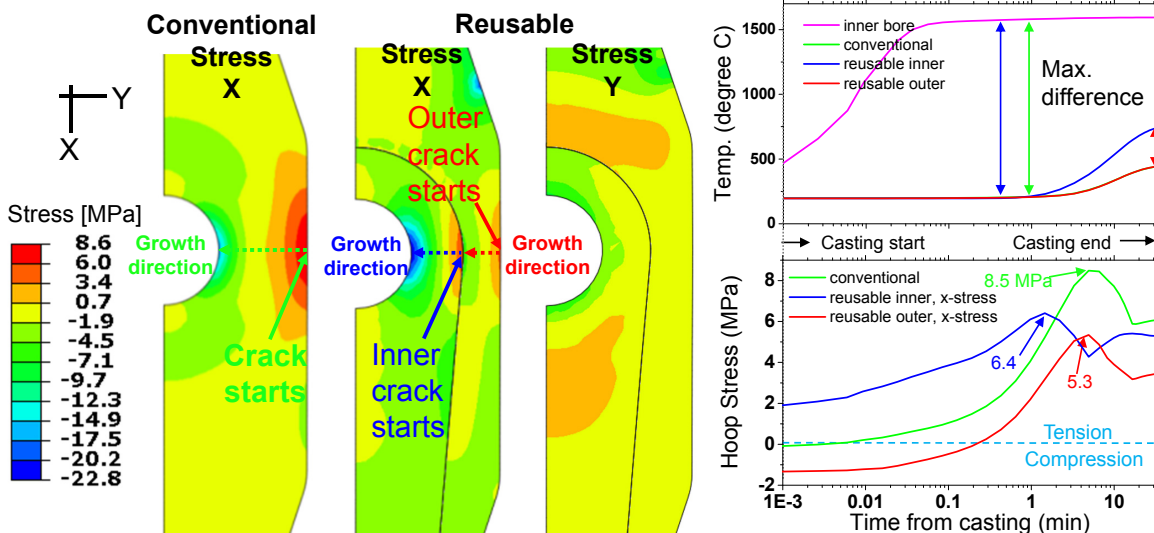 Conventional
Stress
X
Reusable
Stress
X
Stress
Y
Y
X
Stress [MPa]
8.6
6.0
3.4
0.7
-1.9
-4.5
-7.1
-9.7
-12.3
-14.9
-17.5
-20.2
-22.8
Growth
direction
Crack
starts
Growth
direction
Outer
crack
starts
Inner
crack
starts
Growth
direction
Temp. (degree C)
1500
1000
500
0
inner bore
conventional
reusable inner
reusable outer
Max.
difference
Casting start
Casting end
Hoop Stress (MPa)
8
6
4
2
0
-2
conventional
reusable inner, x-stress
reusable outer, x-stress
8.5 MPa
6.4
5.3
Tension
Compression
1E-3
0.01
0.1
1
10
Time from casting (min)